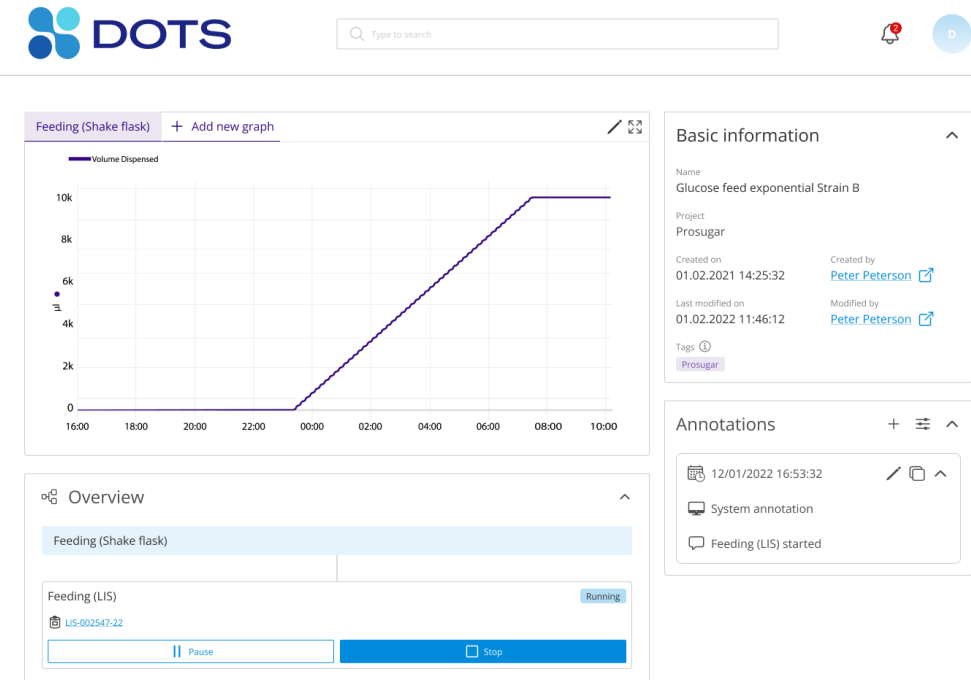 DOTS
Type to search
2
D
Feeding (Shake flask)
+ Add new graph
Volume Dispensed
10k
8k
6k
µl
4k
2k
0
16:00 18:00 20:00 22:00 00:00 02:00 04:00 06:00 08:00 10:00
Overview
Feeding (Shake flask)
Feeding (LIS)
Running
LIS-002547-22
Pause
Stop
Basic information
Name
Glucose feed exponential Strain B
Project
Prosugar
Created on
Created by
01.02.2021 14:25:32
Peter Peterson
Last modified on
Modified by
01.02.2022 11:46:12
Peter Peterson
Tags
Prosugar
Annotations
12/01/2022 16:53:32
System annotation
Feeding (LIS) started